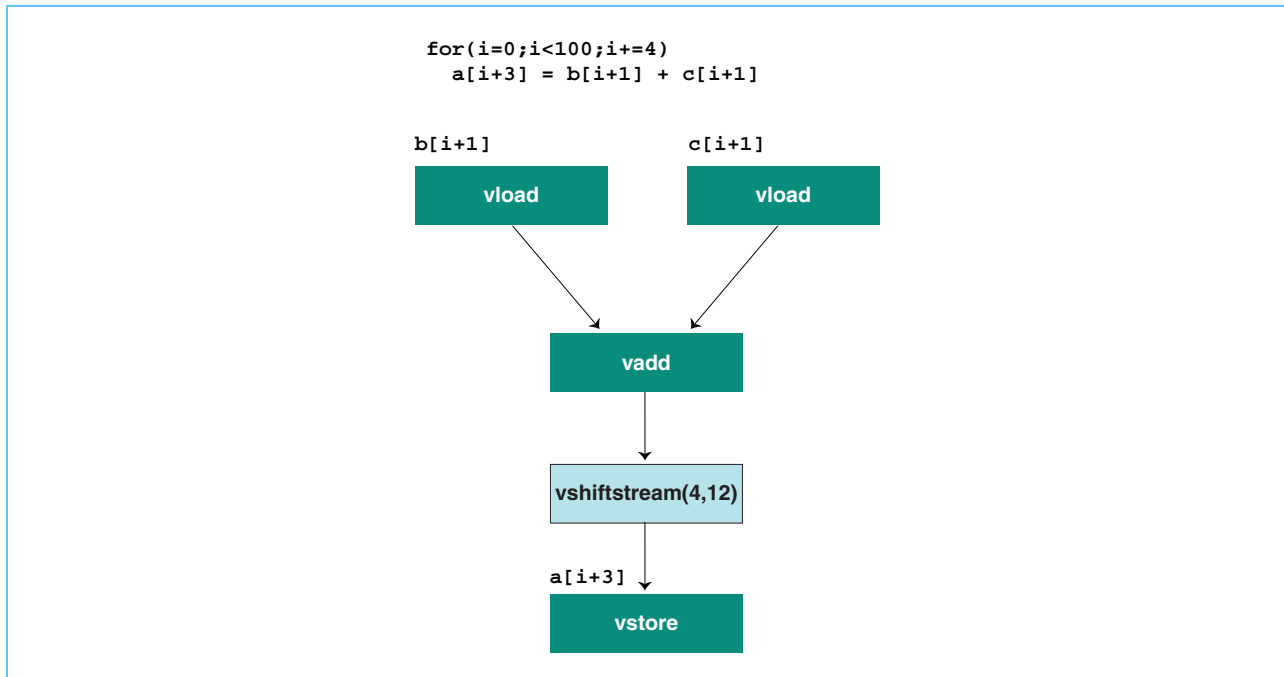 for(i=0;i<100;i+=4)
a[i+3] = b[i+1] + c[i+1]
b[i+1]
c[i+1]
vload
vload
vadd
vshiftstream(4,12)
a[i+3]
vstore